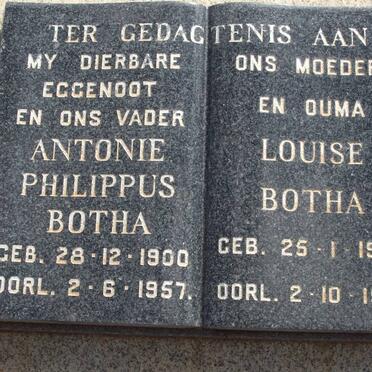 TER GEDAGTENIS AAN
MY DIERBARE
EGGENOOT
EN ONS VADER
ANTONIE
PHILIPPUS
BOTHA
GEB. 28·12·1900
OORL. 2·6·1957.
ONS MOEDER
EN OUMA
LOUISE
BOTHA
GEB. 25·1·19
OORL. 2·10·1